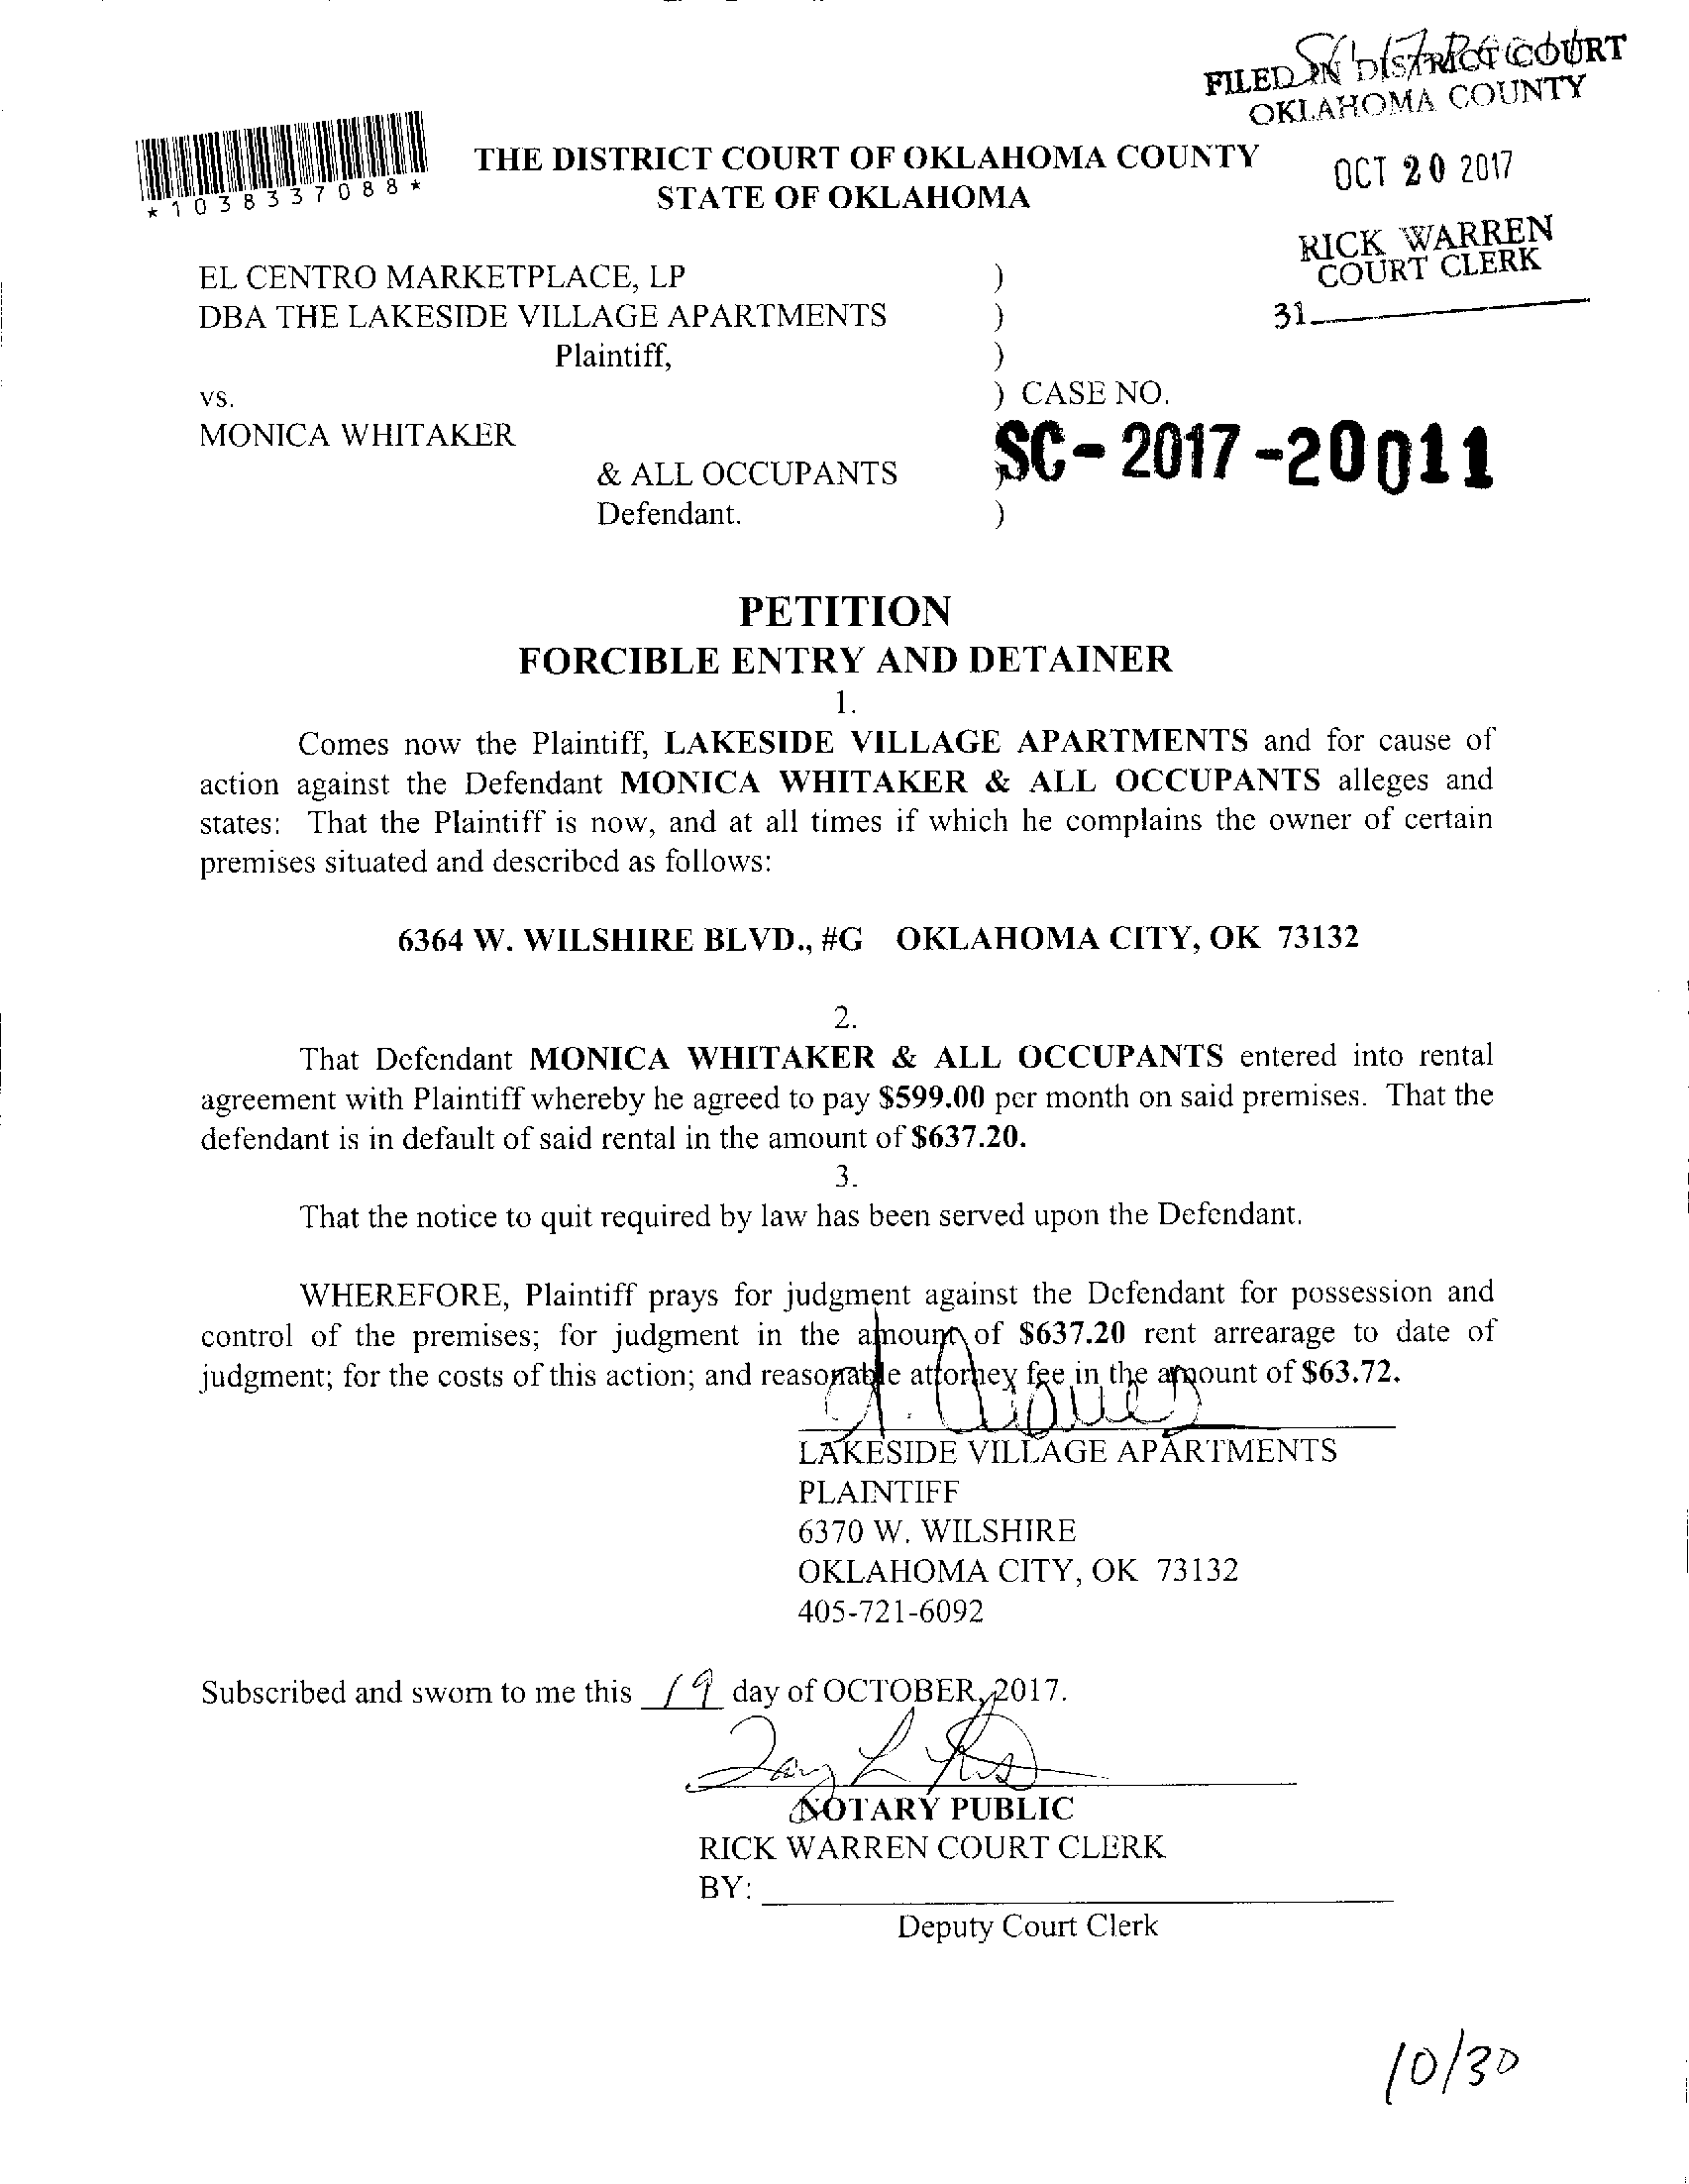 FILED IN DISTRICT COURT
OKLAHOMA COUNTY
OCT 20 2017
RICK WARREN
COURT CLERK
31
*1038337088*
THE DISTRICT COURT OF OKLAHOMA COUNTY
STATE OF OKLAHOMA
EL CENTRO MARKETPLACE, LP )
DBA THE LAKESIDE VILLAGE APARTMENTS )
Plaintiff, )
vs. ) CASE NO.
MONICA WHITAKER
SC-2017-20011
& ALL OCCUPANTS )
Defendant. )
PETITION
FORCIBLE ENTRY AND DETAINER
1.
Comes now the Plaintiff, LAKESIDE VILLAGE APARTMENTS and for cause of
action against the Defendant MONICA WHITAKER & ALL OCCUPANTS alleges and
states: That the Plaintiff is now, and at all times if which he complains the owner of certain
premises situated and described as follows:
6364 W. WILSHIRE BLVD., #G OKLAHOMA CITY, OK 73132
2.
That Defendant MONICA WHITAKER & ALL OCCUPANTS entered into rental
agreement with Plaintiff whereby he agreed to pay $599.00 per month on said premises. That the
defendant is in default of said rental in the amount of $637.20.
3.
That the notice to quit required by law has been served upon the Defendant.
WHEREFORE, Plaintiff prays for judgment against the Defendant for possession and
control of the premises; for judgment in the amount of $637.20 rent arrearage to date of
judgment; for the costs of this action; and reasonable attorney fee in the amount of $63.72.
LAKESIDE VILLAGE APARTMENTS
PLAINTIFF
6370 W. WILSHIRE
OKLAHOMA CITY, OK 73132
405-721-6092
Subscribed and sworn to me this 19 day of OCTOBER, 2017.
NOTARY PUBLIC
RICK WARREN COURT CLERK
BY:
Deputy Court Clerk
10/30